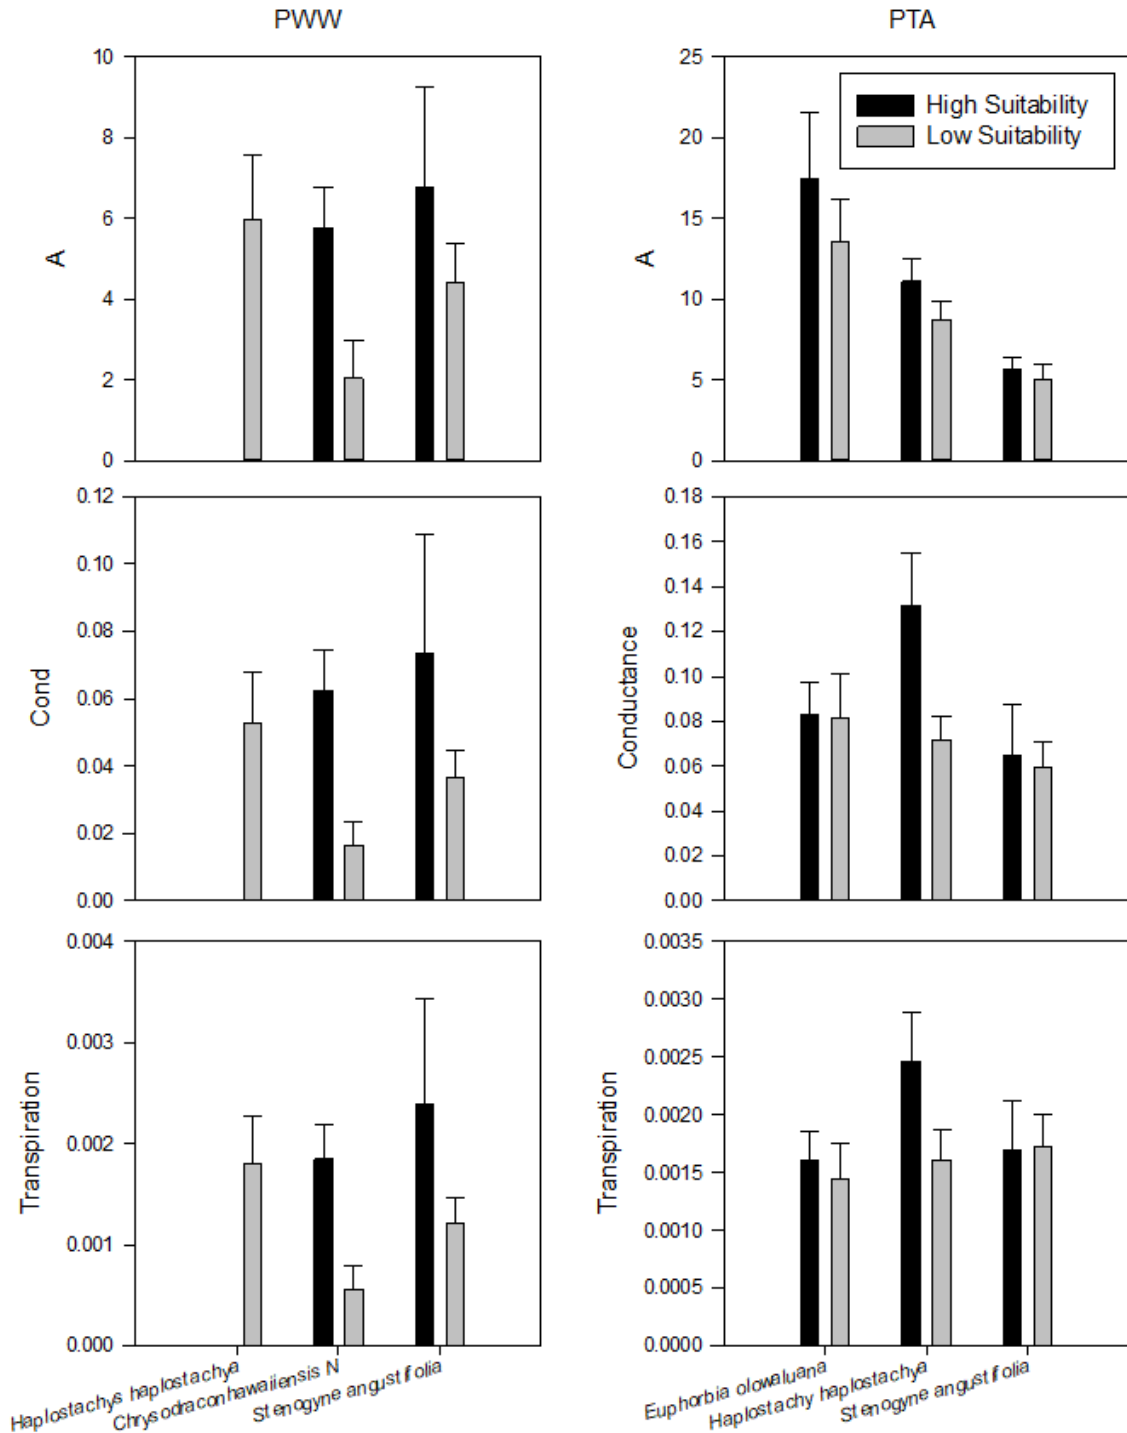 PWW
PTA
10
8
6
4
2
0
A
25
20
15
10
5
0
A
High Suitability
Low Suitability
0.12
0.10
0.08
0.06
0.04
0.02
0.00
Cond
0.18
0.16
0.14
0.12
0.10
0.08
0.06
0.04
0.02
0.00
Conductance
0.004
0.003
0.002
0.001
0.000
Transpiration
0.0035
0.0030
0.0025
0.0020
0.0015
0.0010
0.0005
0.0000
Transpiration
Haplostachys haplostachya
Chrysodraconhawaiiensis N
Stenogyne angustifolia
Euphorbia olowaluana
Haplostachy haplostachya
Stenogyne angustifolia